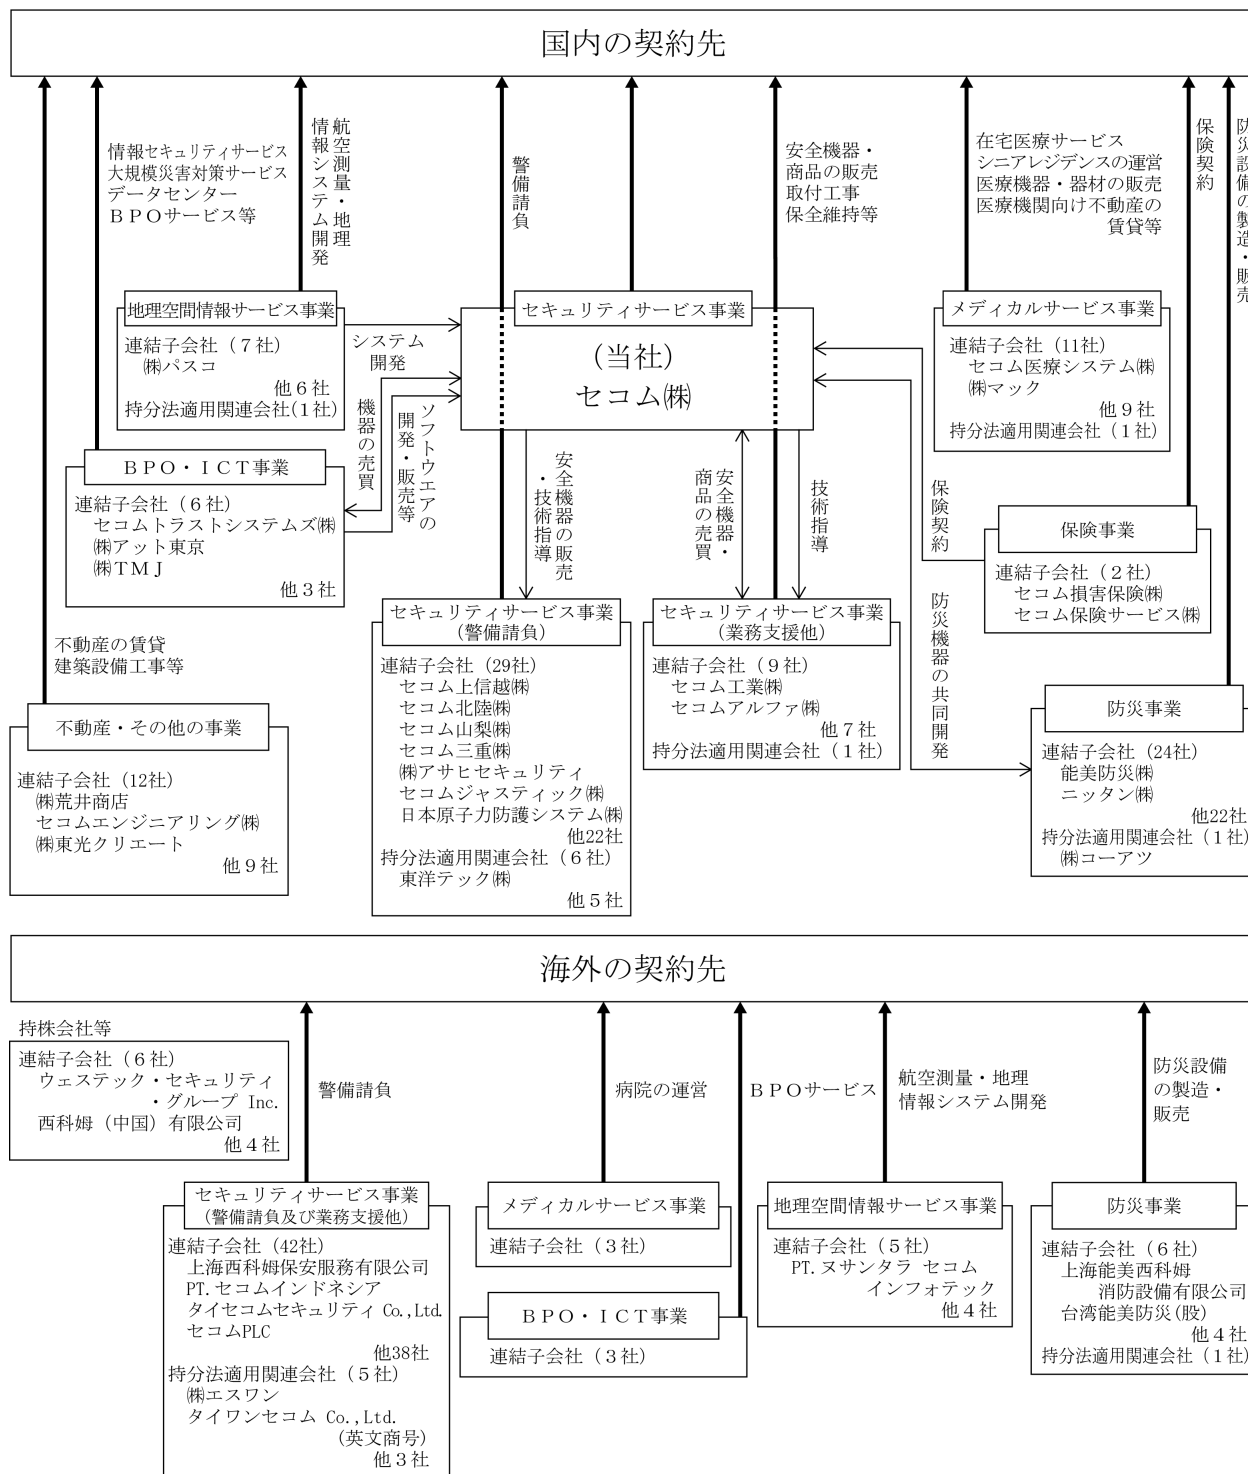 国内の契約先
情報セキュリティサービス
大規模災害対策サービス
データセンター
ＢＰＯサービス等
航空測量・地理
情報システム開発
警備請負
安全機器・
商品の販売
取付工事
保全維持等
在宅医療サービス
シニアレジデンスの運営
医療機器・器材の販売
医療機関向け不動産の
賃貸等
保険契約
防災設備の製造・販売
地理空間情報サービス事業
連結子会社（７社）
㈱パスコ
他６社
持分法適用関連会社(１社)
システム
開発
セキュリティサービス事業
(当社)
セコム㈱
メディカルサービス事業
連結子会社（11社）
セコム医療システム㈱
㈱マック
他９社
持分法適用関連会社（１社）
機器の売買
ソフトウエアの
開発・販売等
ＢＰＯ・ＩＣＴ事業
連結子会社（６社）
セコムトラストシステムズ㈱
㈱アット東京
㈱ＴＭＪ
他３社
安全機器の販売
・技術指導
安全機器・
商品の売買
技術指導
保険契約
保険事業
連結子会社（２社）
セコム損害保険㈱
セコム保険サービス㈱
防災機器の共同開発
不動産の賃貸
建築設備工事等
不動産・その他の事業
連結子会社（12社）
㈱荒井商店
セコムエンジニアリング㈱
㈱東光クリエート
他９社
セキュリティサービス事業
(警備請負)
連結子会社（29社）
セコム上信越㈱
セコム北陸㈱
セコム山梨㈱
セコム三重㈱
㈱アサヒセキュリティ
セコムジャスティック㈱
日本原子力防護システム㈱
他22社
持分法適用関連会社（６社）
東洋テック㈱
他５社
セキュリティサービス事業
(業務支援他)
連結子会社（９社）
セコム工業㈱
セコムアルファ㈱
他７社
持分法適用関連会社（１社）
防災事業
連結子会社（24社）
能美防災㈱
ニッタン㈱
他22社
持分法適用関連会社（１社）
㈱コーアツ
海外の契約先
持株会社等
連結子会社（６社）
ウェステック・セキュリティ
・グループ Inc.
西科姆（中国）有限公司
他４社
警備請負
病院の運営
ＢＰＯサービス
航空測量・地理
情報システム開発
防災設備
の製造・
販売
セキュリティサービス事業
(警備請負及び業務支援他)
連結子会社（42社）
上海西科姆保安服務有限公司
PT.セコムインドネシア
タイセコムセキュリティ Co.,Ltd.
セコムPLC
他38社
持分法適用関連会社（５社）
㈱エスワン
タイワンセコム Co.,Ltd.
(英文商号)
他３社
メディカルサービス事業
連結子会社（３社）
ＢＰＯ・ＩＣＴ事業
連結子会社（３社）
地理空間情報サービス事業
連結子会社（５社）
PT.ヌサンタラ セコム
インフォテック
他４社
防災事業
連結子会社（６社）
上海能美西科姆
消防設備有限公司
台湾能美防災(股)
他４社
持分法適用関連会社（１社）